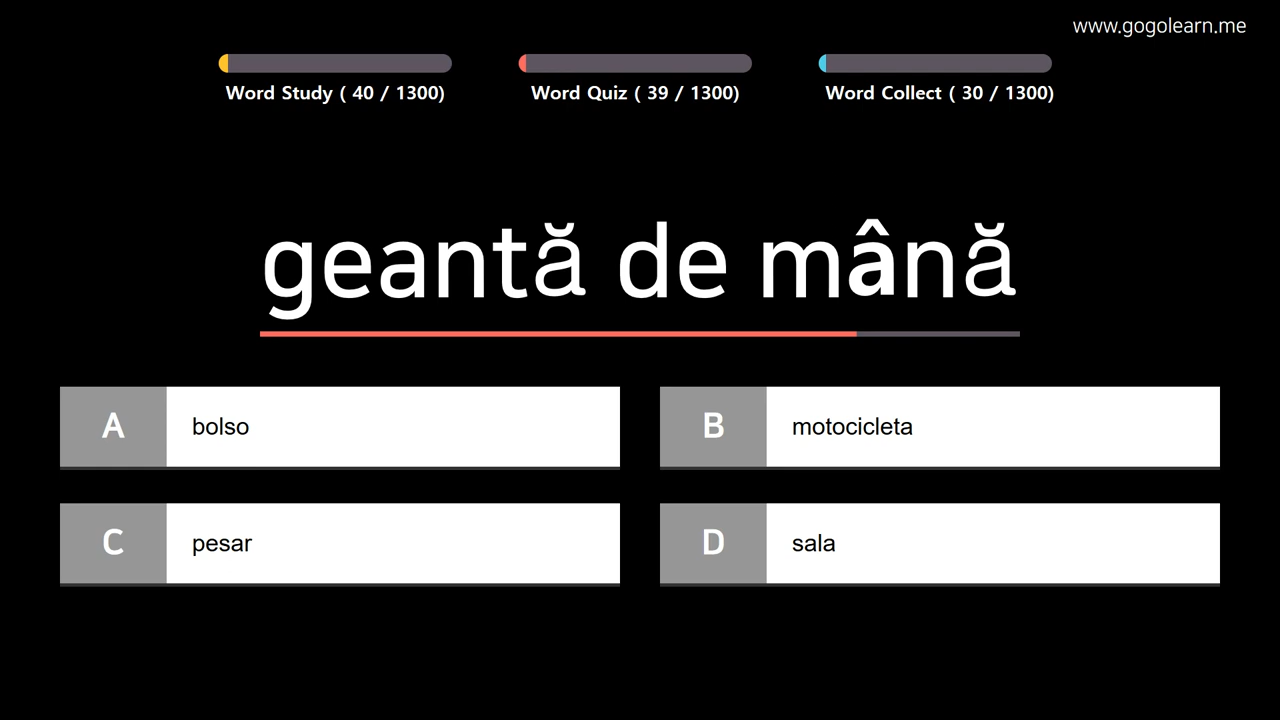 www.gogolearn.me
Word Study ( 40 / 1300)
Word Quiz ( 39 / 1300)
Word Collect ( 30 / 1300)
geantă de mână
A bolso
B motocicleta
C pesar
D sala